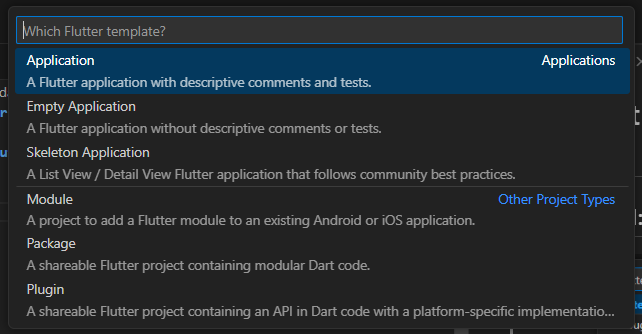 Which Flutter template?
Application Applications
A Flutter application with descriptive comments and tests.
Empty Application
A Flutter application without descriptive comments or tests.
Skeleton Application
A List View / Detail View Flutter application that follows community best practices.
Module Other Project Types
A project to add a Flutter module to an existing Android or iOS application.
Package
A shareable Flutter project containing modular Dart code.
Plugin
A shareable Flutter project containing an API in Dart code with a platform-specific implementatio...